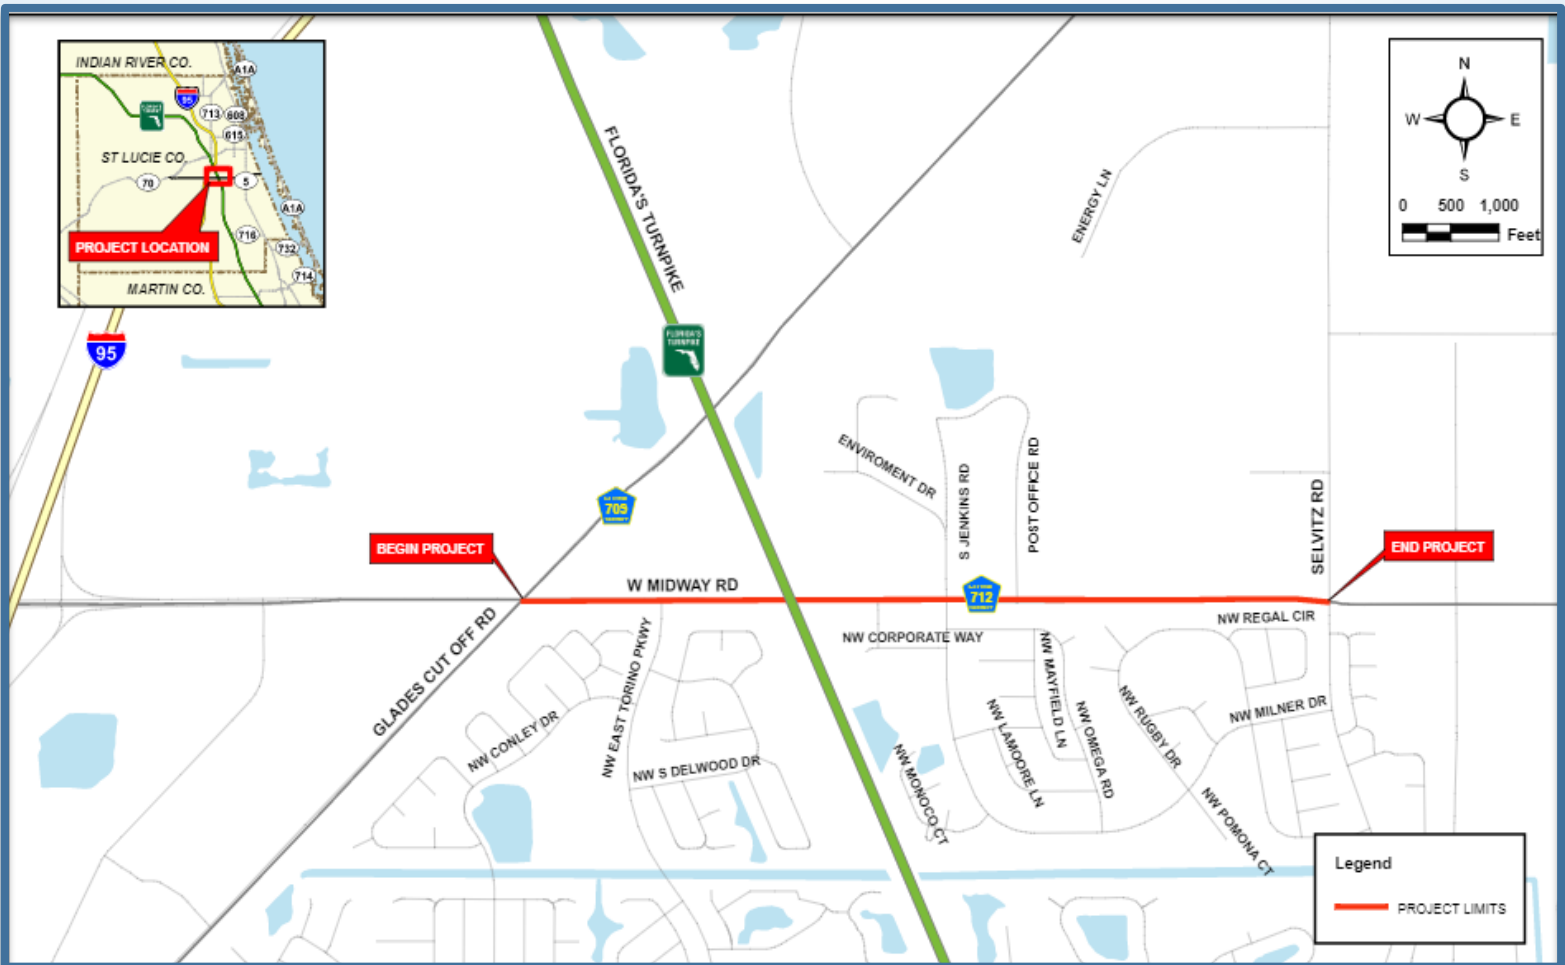 INDIAN RIVER CO.
A1A
95
713
608
615
ST LUCIE CO.
70
5
A1A
PROJECT LOCATION
716
732
714
MARTIN CO.
N
W
E
S
0 500 1,000
Feet
FLORIDA'S TURNPIKE
ENERGY LN
FLORIDA'S
TURNPIKE
95
ENVIROMENT DR
S JENKINS RD
POST OFFICE RD
SELVITZ RD
709
BEGIN PROJECT
END PROJECT
W MIDWAY RD
712
GLADES CUT OFF RD
NW REGAL CIR
NW CORPORATE WAY
NW EAST TORINO PKWY
NW MAYFIELD LN
NW CONLEY DR
NW LAMOORE LN
NW OMEGA RD
NW RUGBY DR
NW MILNER DR
NW S DELWOOD DR
NW MONOCO CT
NW POMONA CT
Legend
PROJECT LIMITS